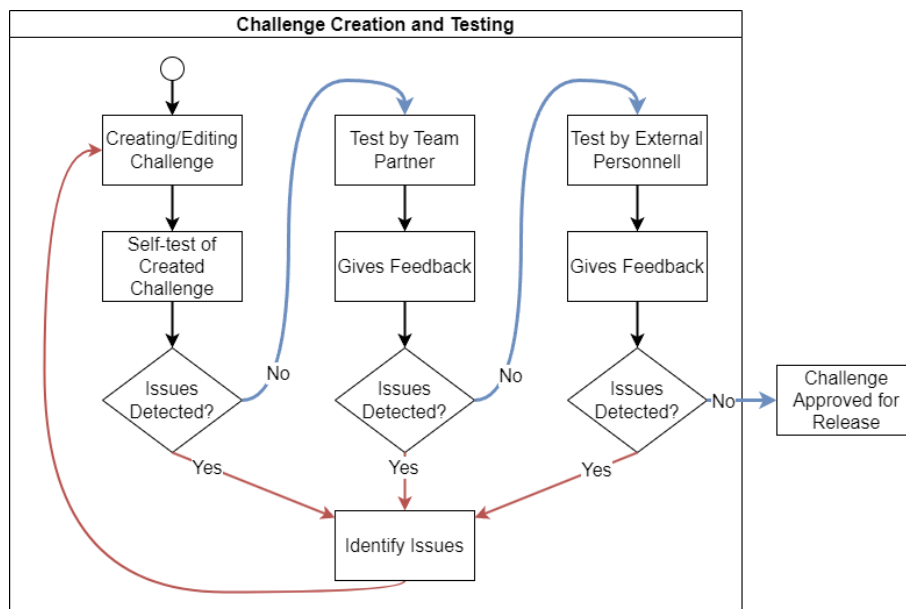 Challenge Creation and Testing
Creating/Editing
Challenge
Test by Team
Partner
Test by External
Personnell
Self-test of
Created
Challenge
Gives Feedback
Gives Feedback
Issues
Detected?
No
Issues
Detected?
No
Issues
Detected?
No
Challenge
Approved for
Release
Yes
Yes
Yes
Identify Issues